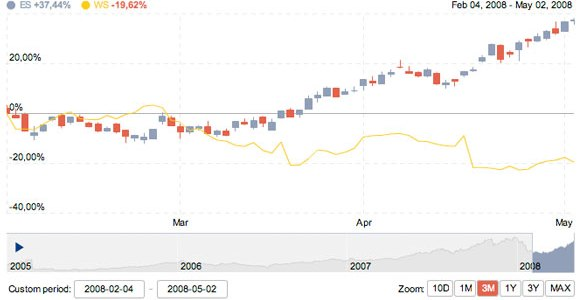 ES +37,44% WS -19,62% Feb 04, 2008 - May 02, 2008
20,00%
0%
-20,00%
-40,00%
Mar Apr May
2005 2006 2007 2008
Custom period: 2008-02-04 - 2008-05-02 Zoom: 10D 1M 3M 1Y 3Y MAX